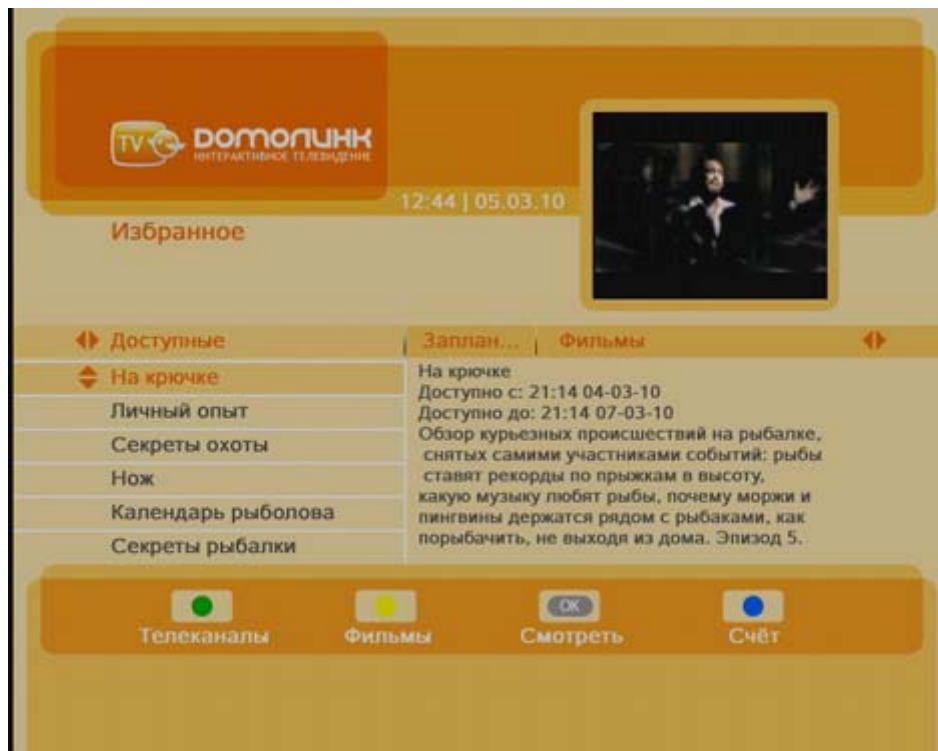 TV ДОМОЛИНК
ИНТЕРАКТИВНОЕ ТЕЛЕВИДЕНИЕ
12:44 | 05.03.10
Избранное
Доступные
Заплан... Фильмы
На крючке
Личный опыт
Секреты охоты
Нож
Календарь рыболова
Секреты рыбалки
На крючке
Доступно с: 21:14 04-03-10
Доступно до: 21:14 07-03-10
Обзор курьезных происшествий на рыбалке,
снятых самими участниками событий: рыбы
ставят рекорды по прыжкам в высоту,
какую музыку любят рыбы, почему моржи и
пингвины держатся рядом с рыбаками, как
порыбачить, не выходя из дома. Эпизод 5.
OK
Телеканалы Фильмы Смотреть Счёт